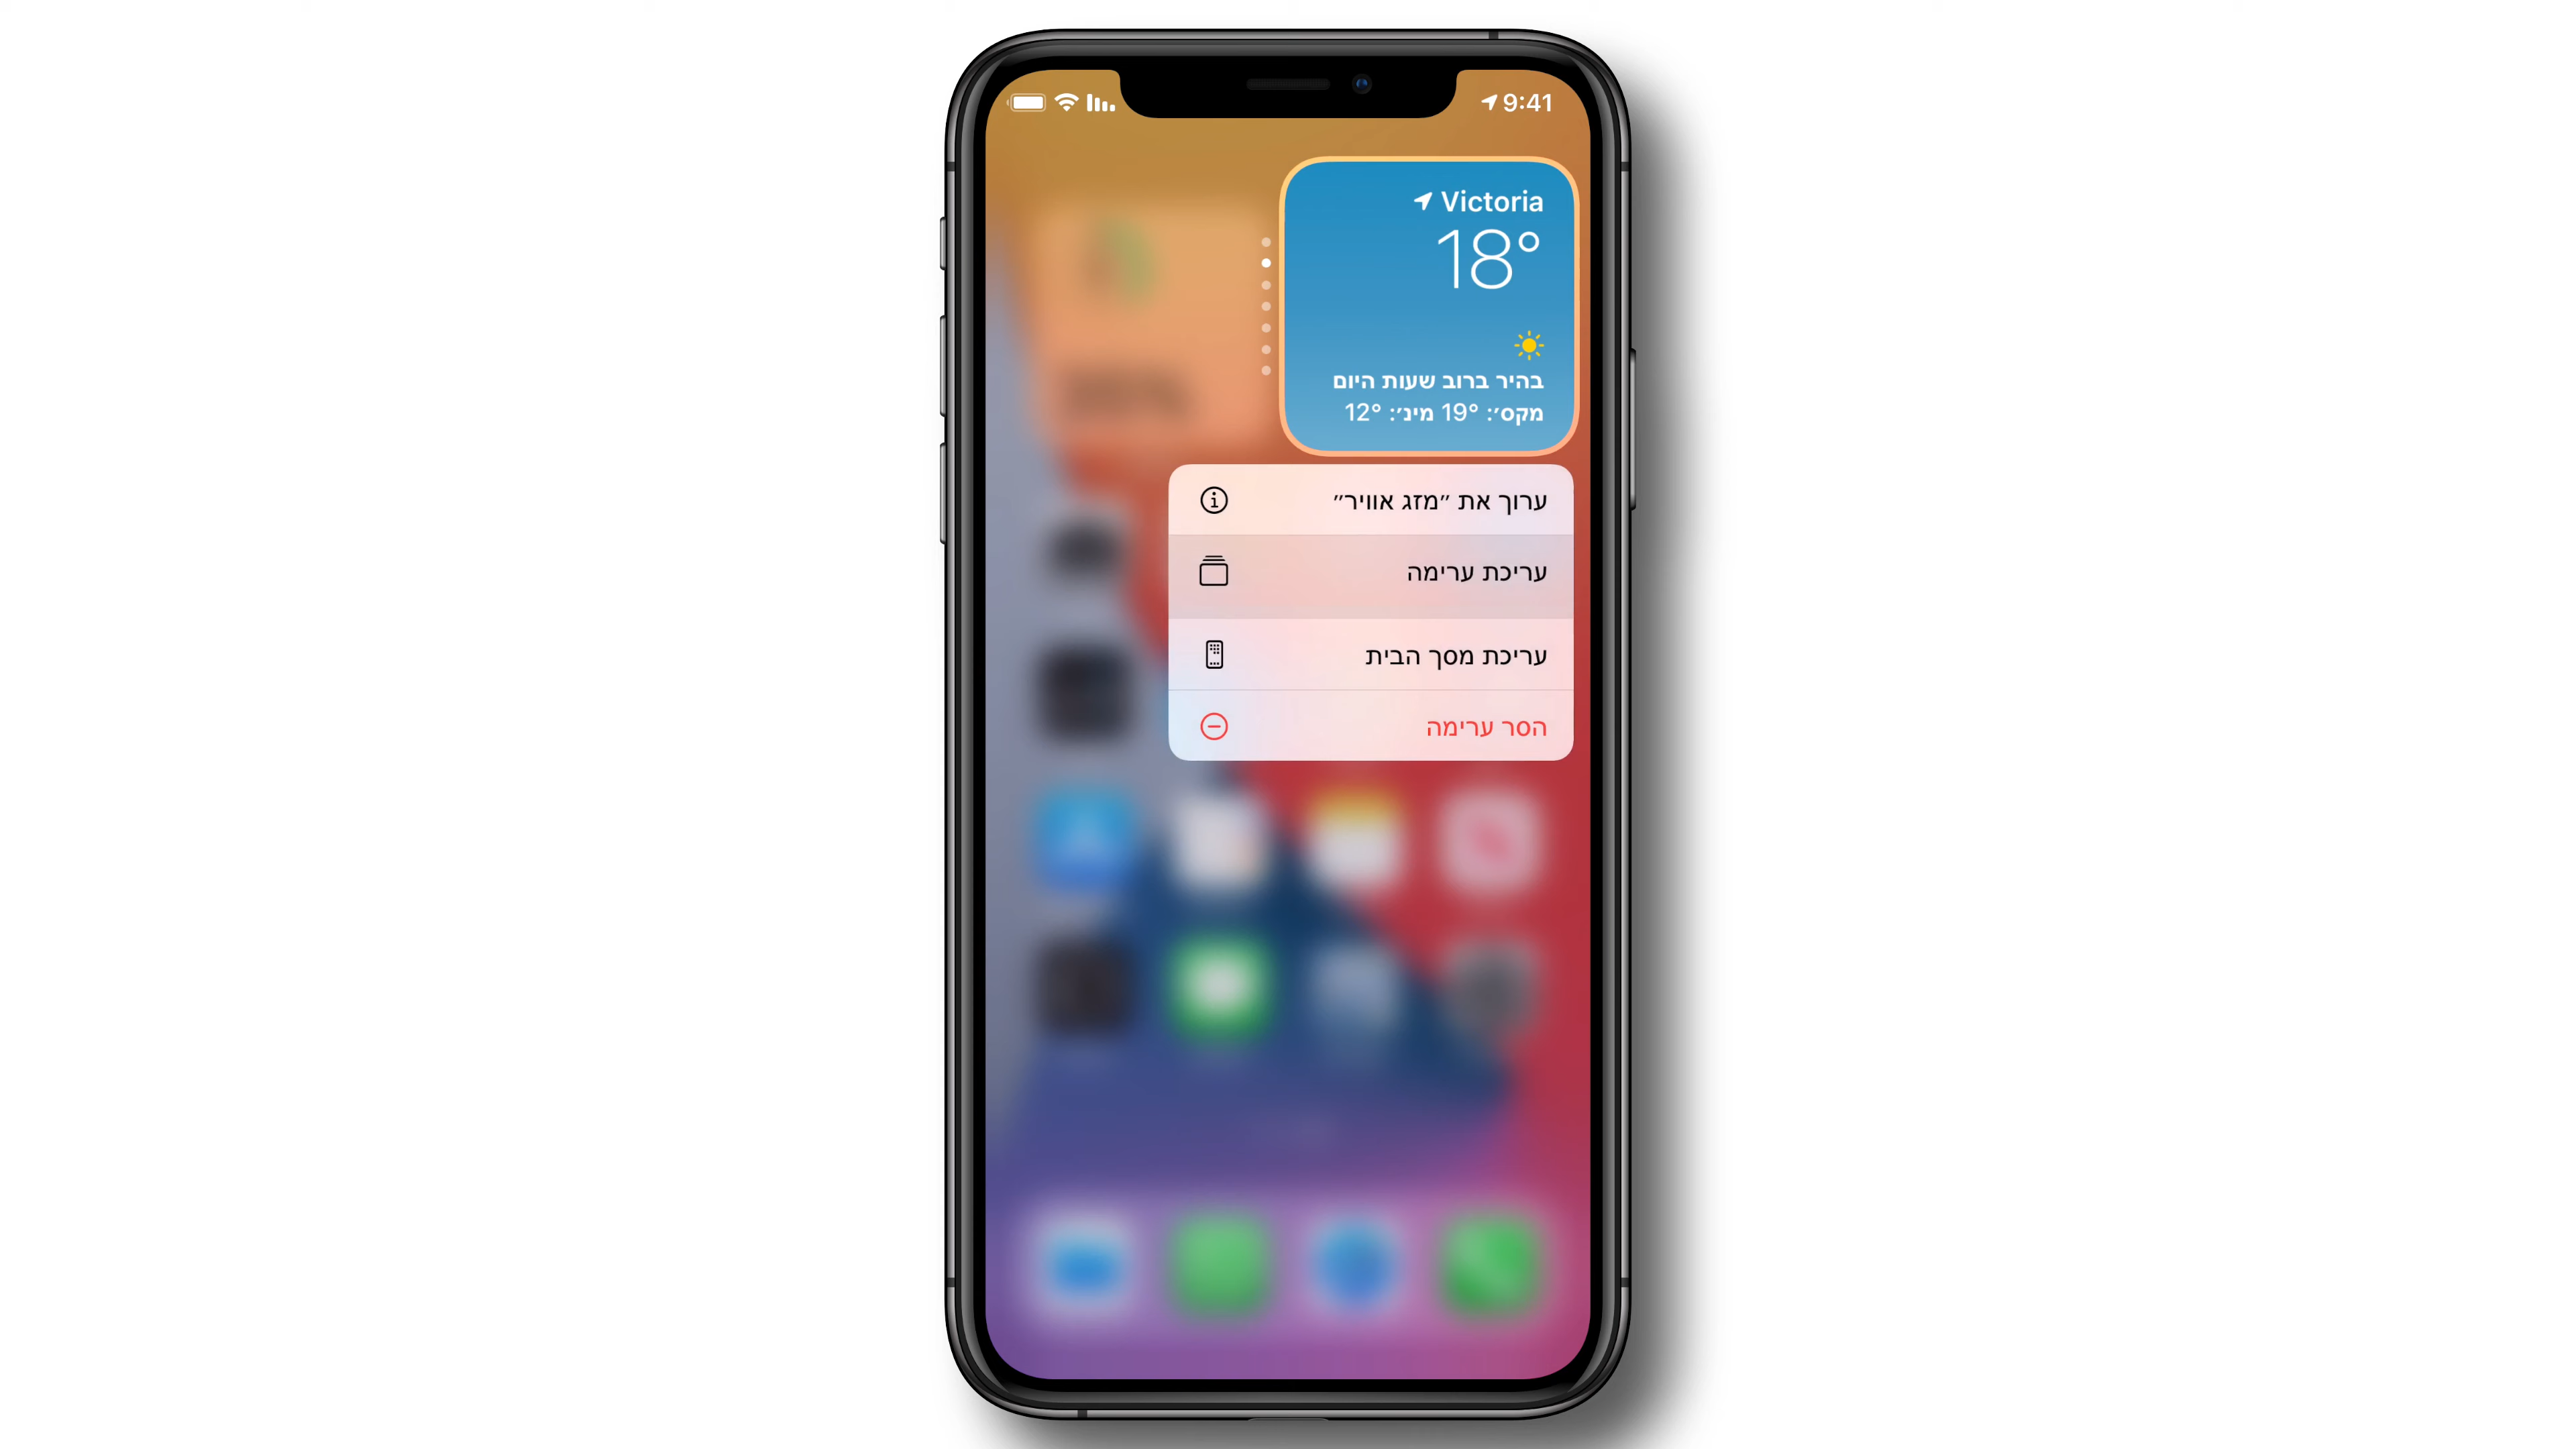 9:41
Victoria
18°
בהיר ברוב שעות היום
מקס׳: 19° מינ׳: 12°
ערוך את ״מזג אוויר״
עריכת ערימה
עריכת מסך הבית
הסר ערימה